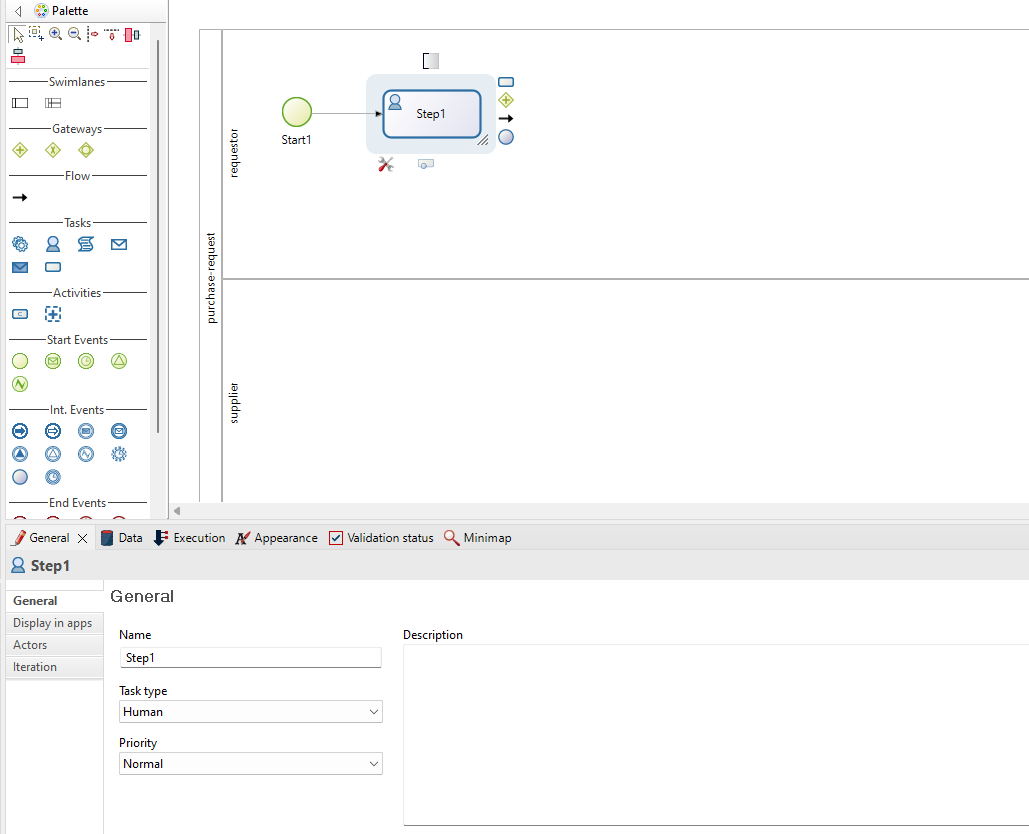 Palette
Swimlanes
Gateways
Flow
Tasks
Activities
C
Start Events
Int. Events
End Events
purchase-request
requestor
Start1
Step1
supplier
General Data Execution Appearance Validation status Minimap
Step1
General
Display in apps
Actors
Iteration
General
Name
Step1
Task type
Human
Priority
Normal
Description